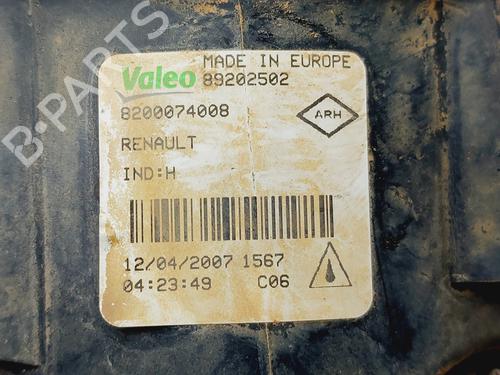 Valeo MADE IN EUROPE
89202502
8200074008
ARH
RENAULT
IND:H
12/04/2007 1567
04:23:49 C06
B-PARTS